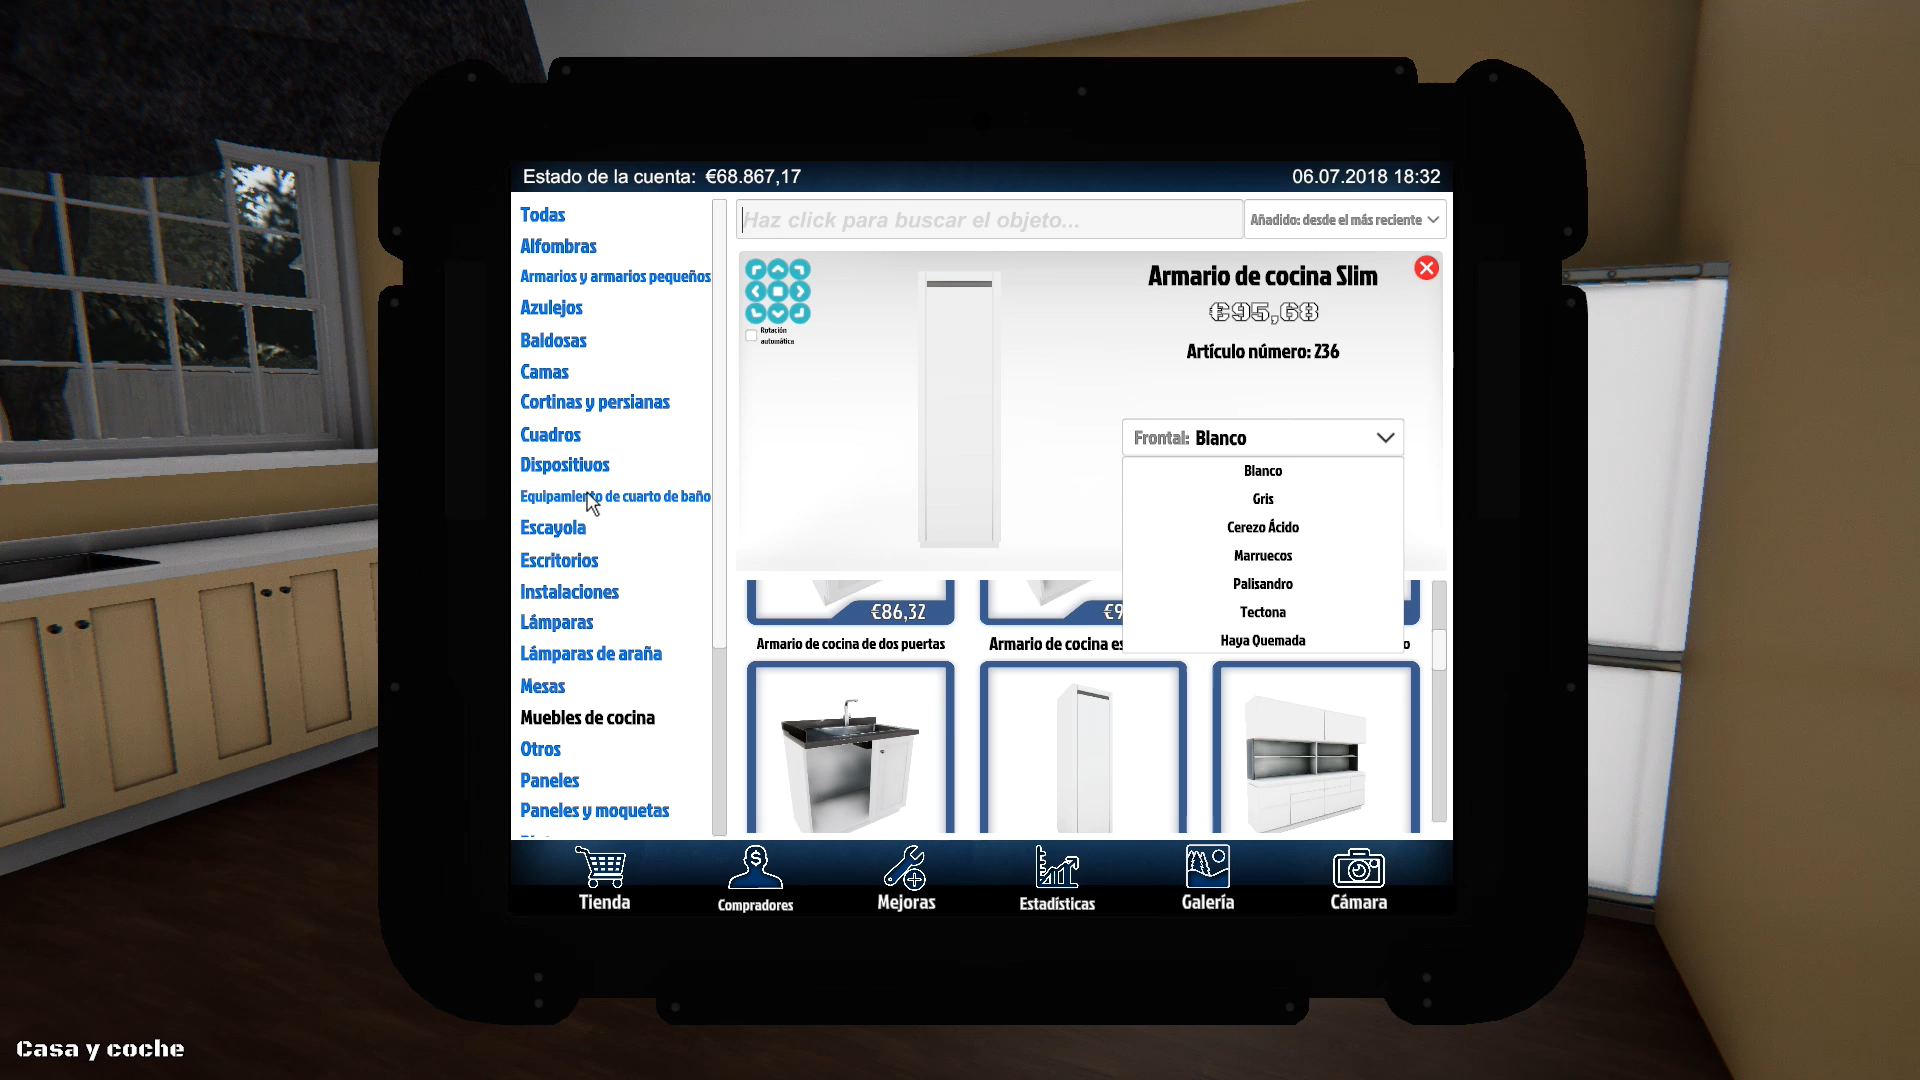 Estado de la cuenta: €68.867,17
06.07.2018 18:32
Todas
Alfombras
Armarios y armarios pequeños
Azulejos
Baldosas
Camas
Cortinas y persianas
Cuadros
Dispositivos
Equipamiento de cuarto de baño
Escayola
Escritorios
Instalaciones
Lámparas
Lámparas de araña
Mesas
Muebles de cocina
Otros
Paneles
Paneles y moquetas
Haz click para buscar el objeto...
Añadido: desde el más reciente
Rotación
automática
Armario de cocina Slim
€95,68
Artículo número: 236
Frontal: Blanco
Blanco
Gris
Cerezo Ácido
Marruecos
Palisandro
Tectona
Haya Quemada
€86,32
€9
Armario de cocina de dos puertas
Armario de cocina es
o
Tienda
Compradores
Mejoras
Estadísticas
Galería
Cámara
Casa y coche